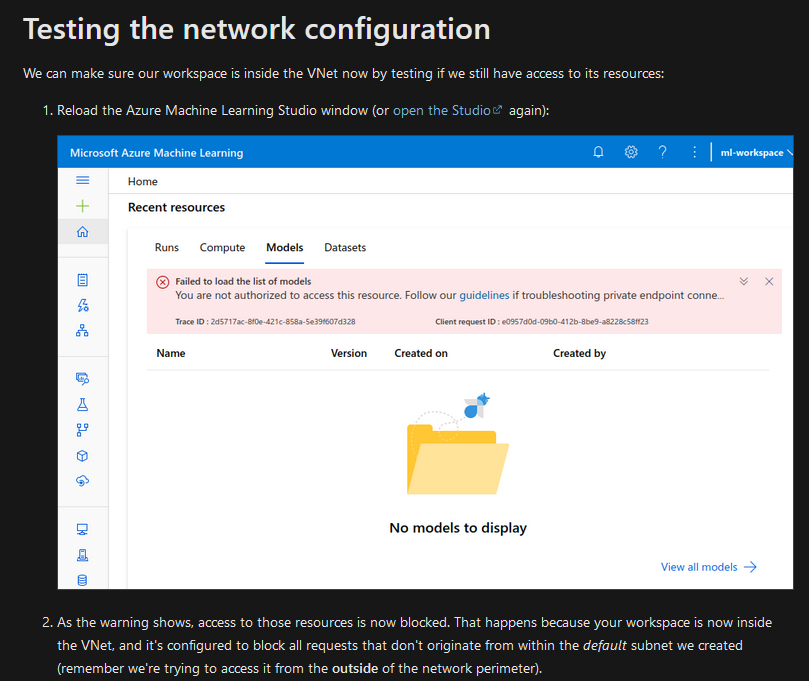 Testing the network configuration
We can make sure our workspace is inside the VNet now by testing if we still have access to its resources:
1. Reload the Azure Machine Learning Studio window (or open the Studio again):
Microsoft Azure Machine Learning
ml-workspace
Home
Recent resources
Runs Compute Models Datasets
Failed to load the list of models
You are not authorized to access this resource. Follow our guidelines if troubleshooting private endpoint conne...
Trace ID : 2d5717ac-8f0e-421c-858a-5e39f607d328 Client request ID : e0957d0d-09b0-412b-8be9-a8228c58ff23
Name Version Created on Created by
No models to display
View all models
2. As the warning shows, access to those resources is now blocked. That happens because your workspace is now inside
the VNet, and it's configured to block all requests that don't originate from within the default subnet we created
(remember we're trying to access it from the outside of the network perimeter).